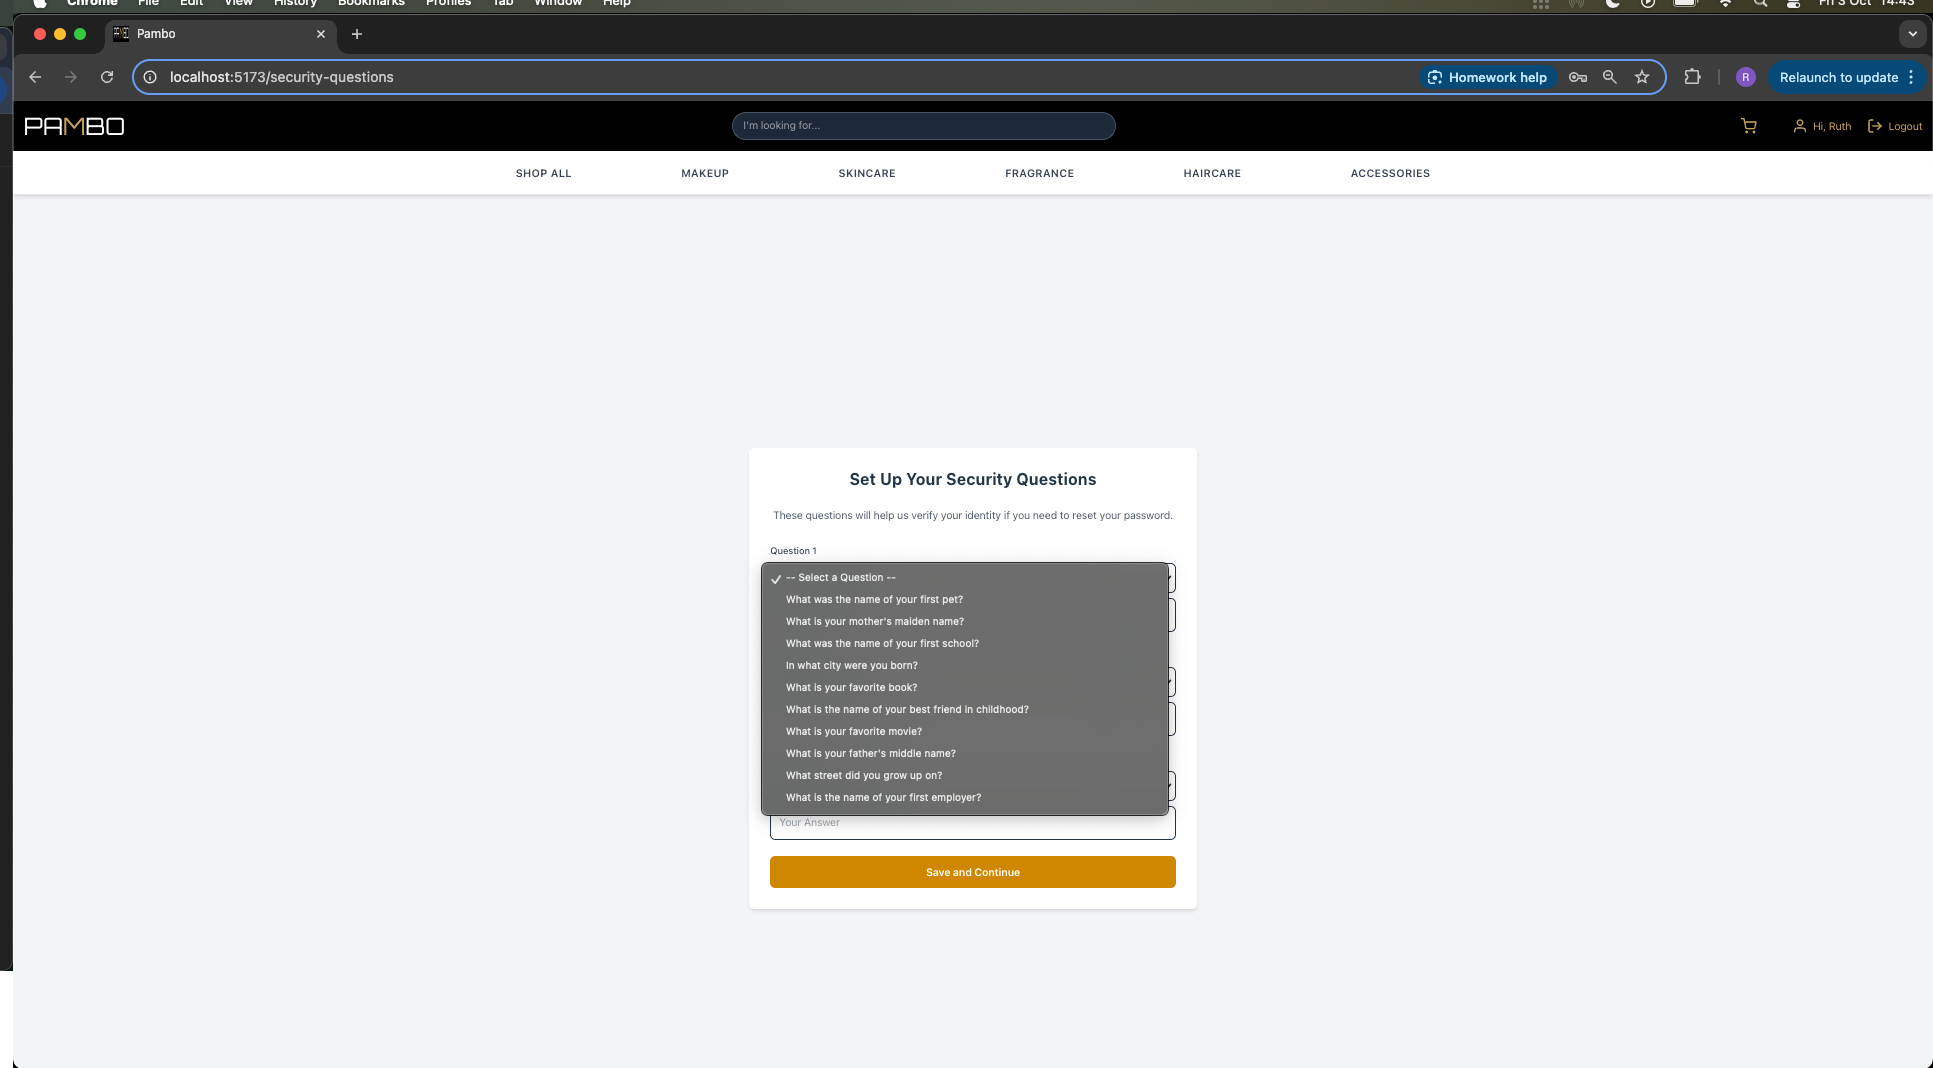 Chrome File Edit View History Bookmarks Profiles Tab Window Help Fri 3 Oct 14:43
Pambo
localhost:5173/security-questions Homework help R Relaunch to update
PAMBO I'm looking for... Hi, Ruth Logout
SHOP ALL MAKEUP SKINCARE FRAGRANCE HAIRCARE ACCESSORIES
Set Up Your Security Questions
These questions will help us verify your identity if you need to reset your password.
Question 1
-- Select a Question --
What was the name of your first pet?
What is your mother's maiden name?
What was the name of your first school?
In what city were you born?
What is your favorite book?
What is the name of your best friend in childhood?
What is your favorite movie?
What is your father's middle name?
What street did you grow up on?
What is the name of your first employer?
Your Answer
Save and Continue